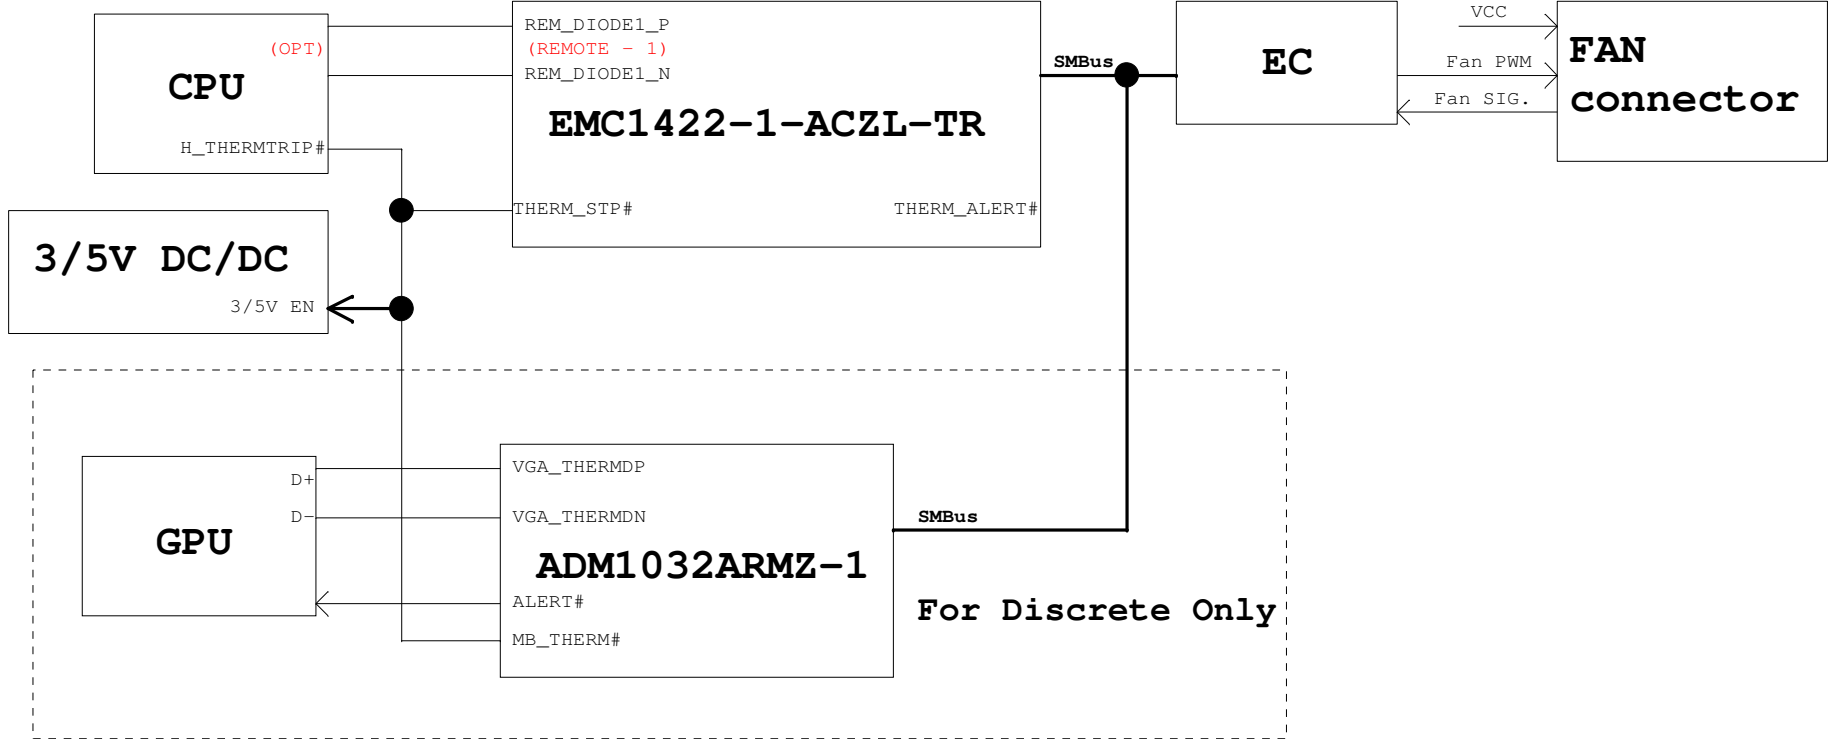 REM_DIODE1_P
(OPT)
(REMOTE - 1)
REM_DIODE1_N
CPU
EMC1422-1-ACZL-TR
H_THERMTRIP#
THERM_STP#
THERM_ALERT#
SMBus
EC
VCC
Fan PWM
Fan SIG.
FAN
connector
3/5V DC/DC
3/5V EN
D+
D-
GPU
VGA_THERMDP
VGA_THERMDN
ADM1032ARMZ-1
ALERT#
MB_THERM#
SMBus
For Discrete Only